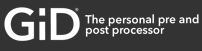 GiD® The personal pre and
post processor